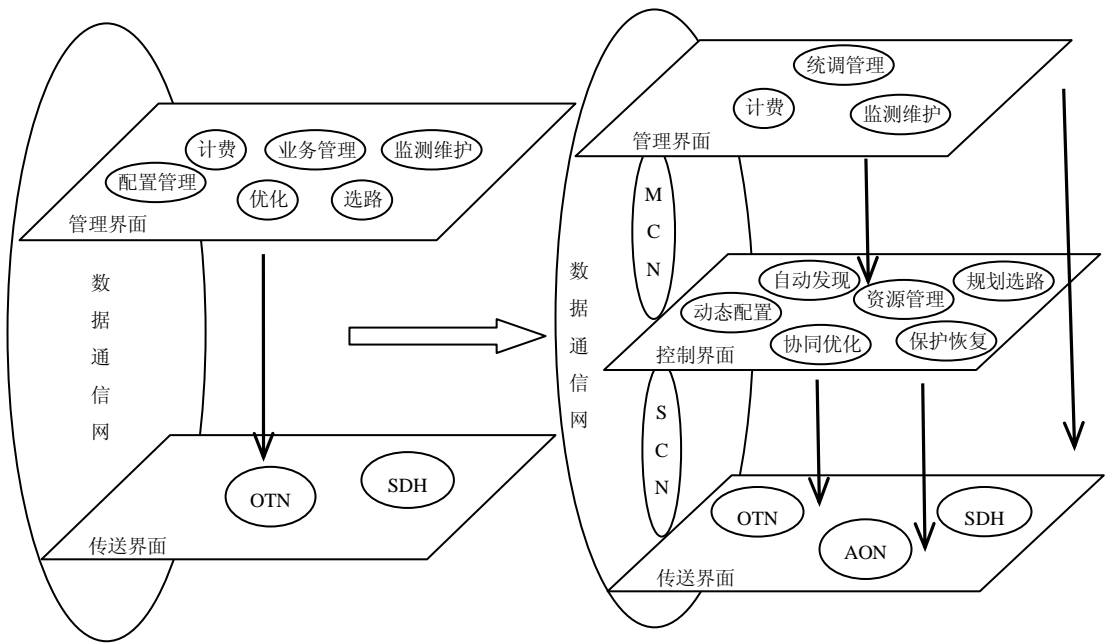 计费
业务管理
监测维护
配置管理
优化
选路
管理界面
数据通信网
OTN
SDH
传送界面
统调管理
计费
监测维护
管理界面
MCN
数据通信网
自动发现
规划选路
资源管理
动态配置
协同优化
保护恢复
控制界面
SCN
OTN
SDH
AON
传送界面